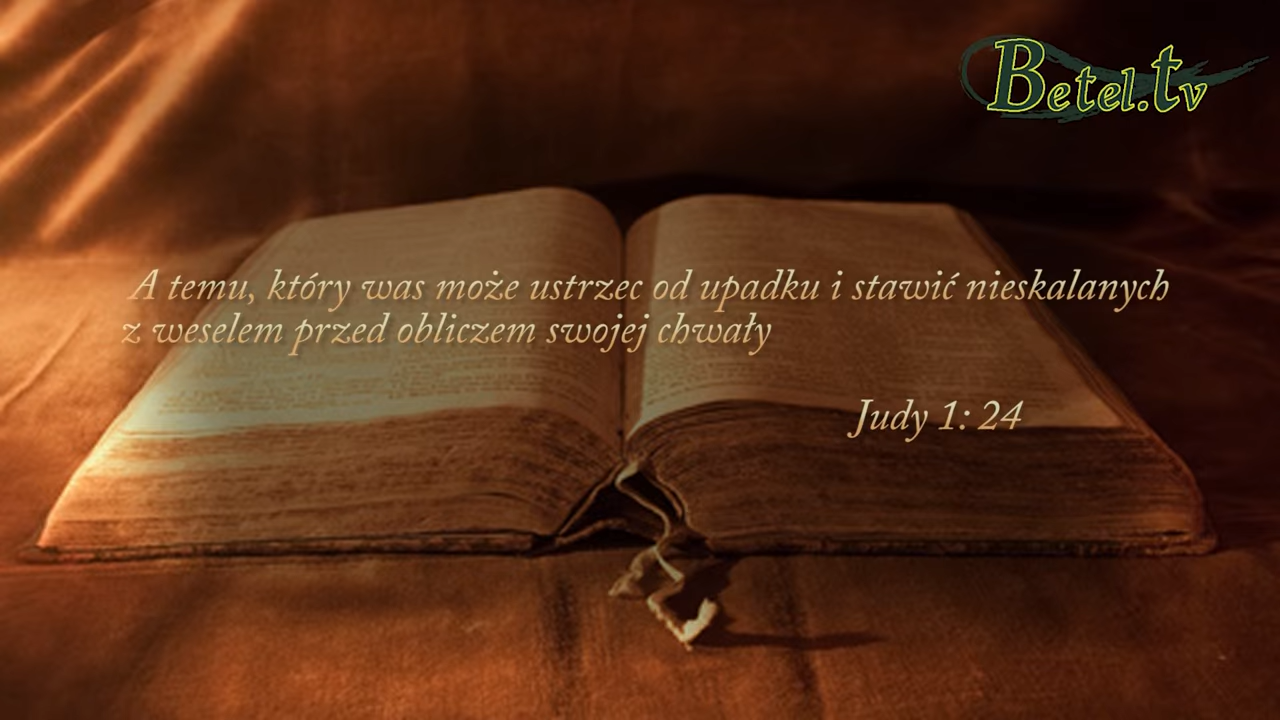 Betel.tv
A temu, który was może ustrzec od upadku i stawić nieskalanych
z weselem przed obliczem swojej chwały
Judy 1: 24